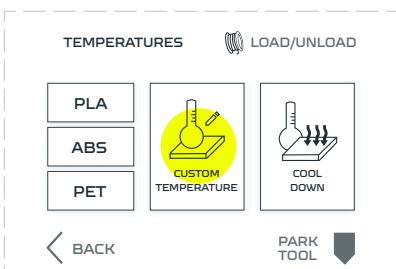 TEMPERATURES
LOAD/UNLOAD
PLA
ABS
PET
CUSTOM
TEMPERATURE
COOL
DOWN
BACK
PARK
TOOL